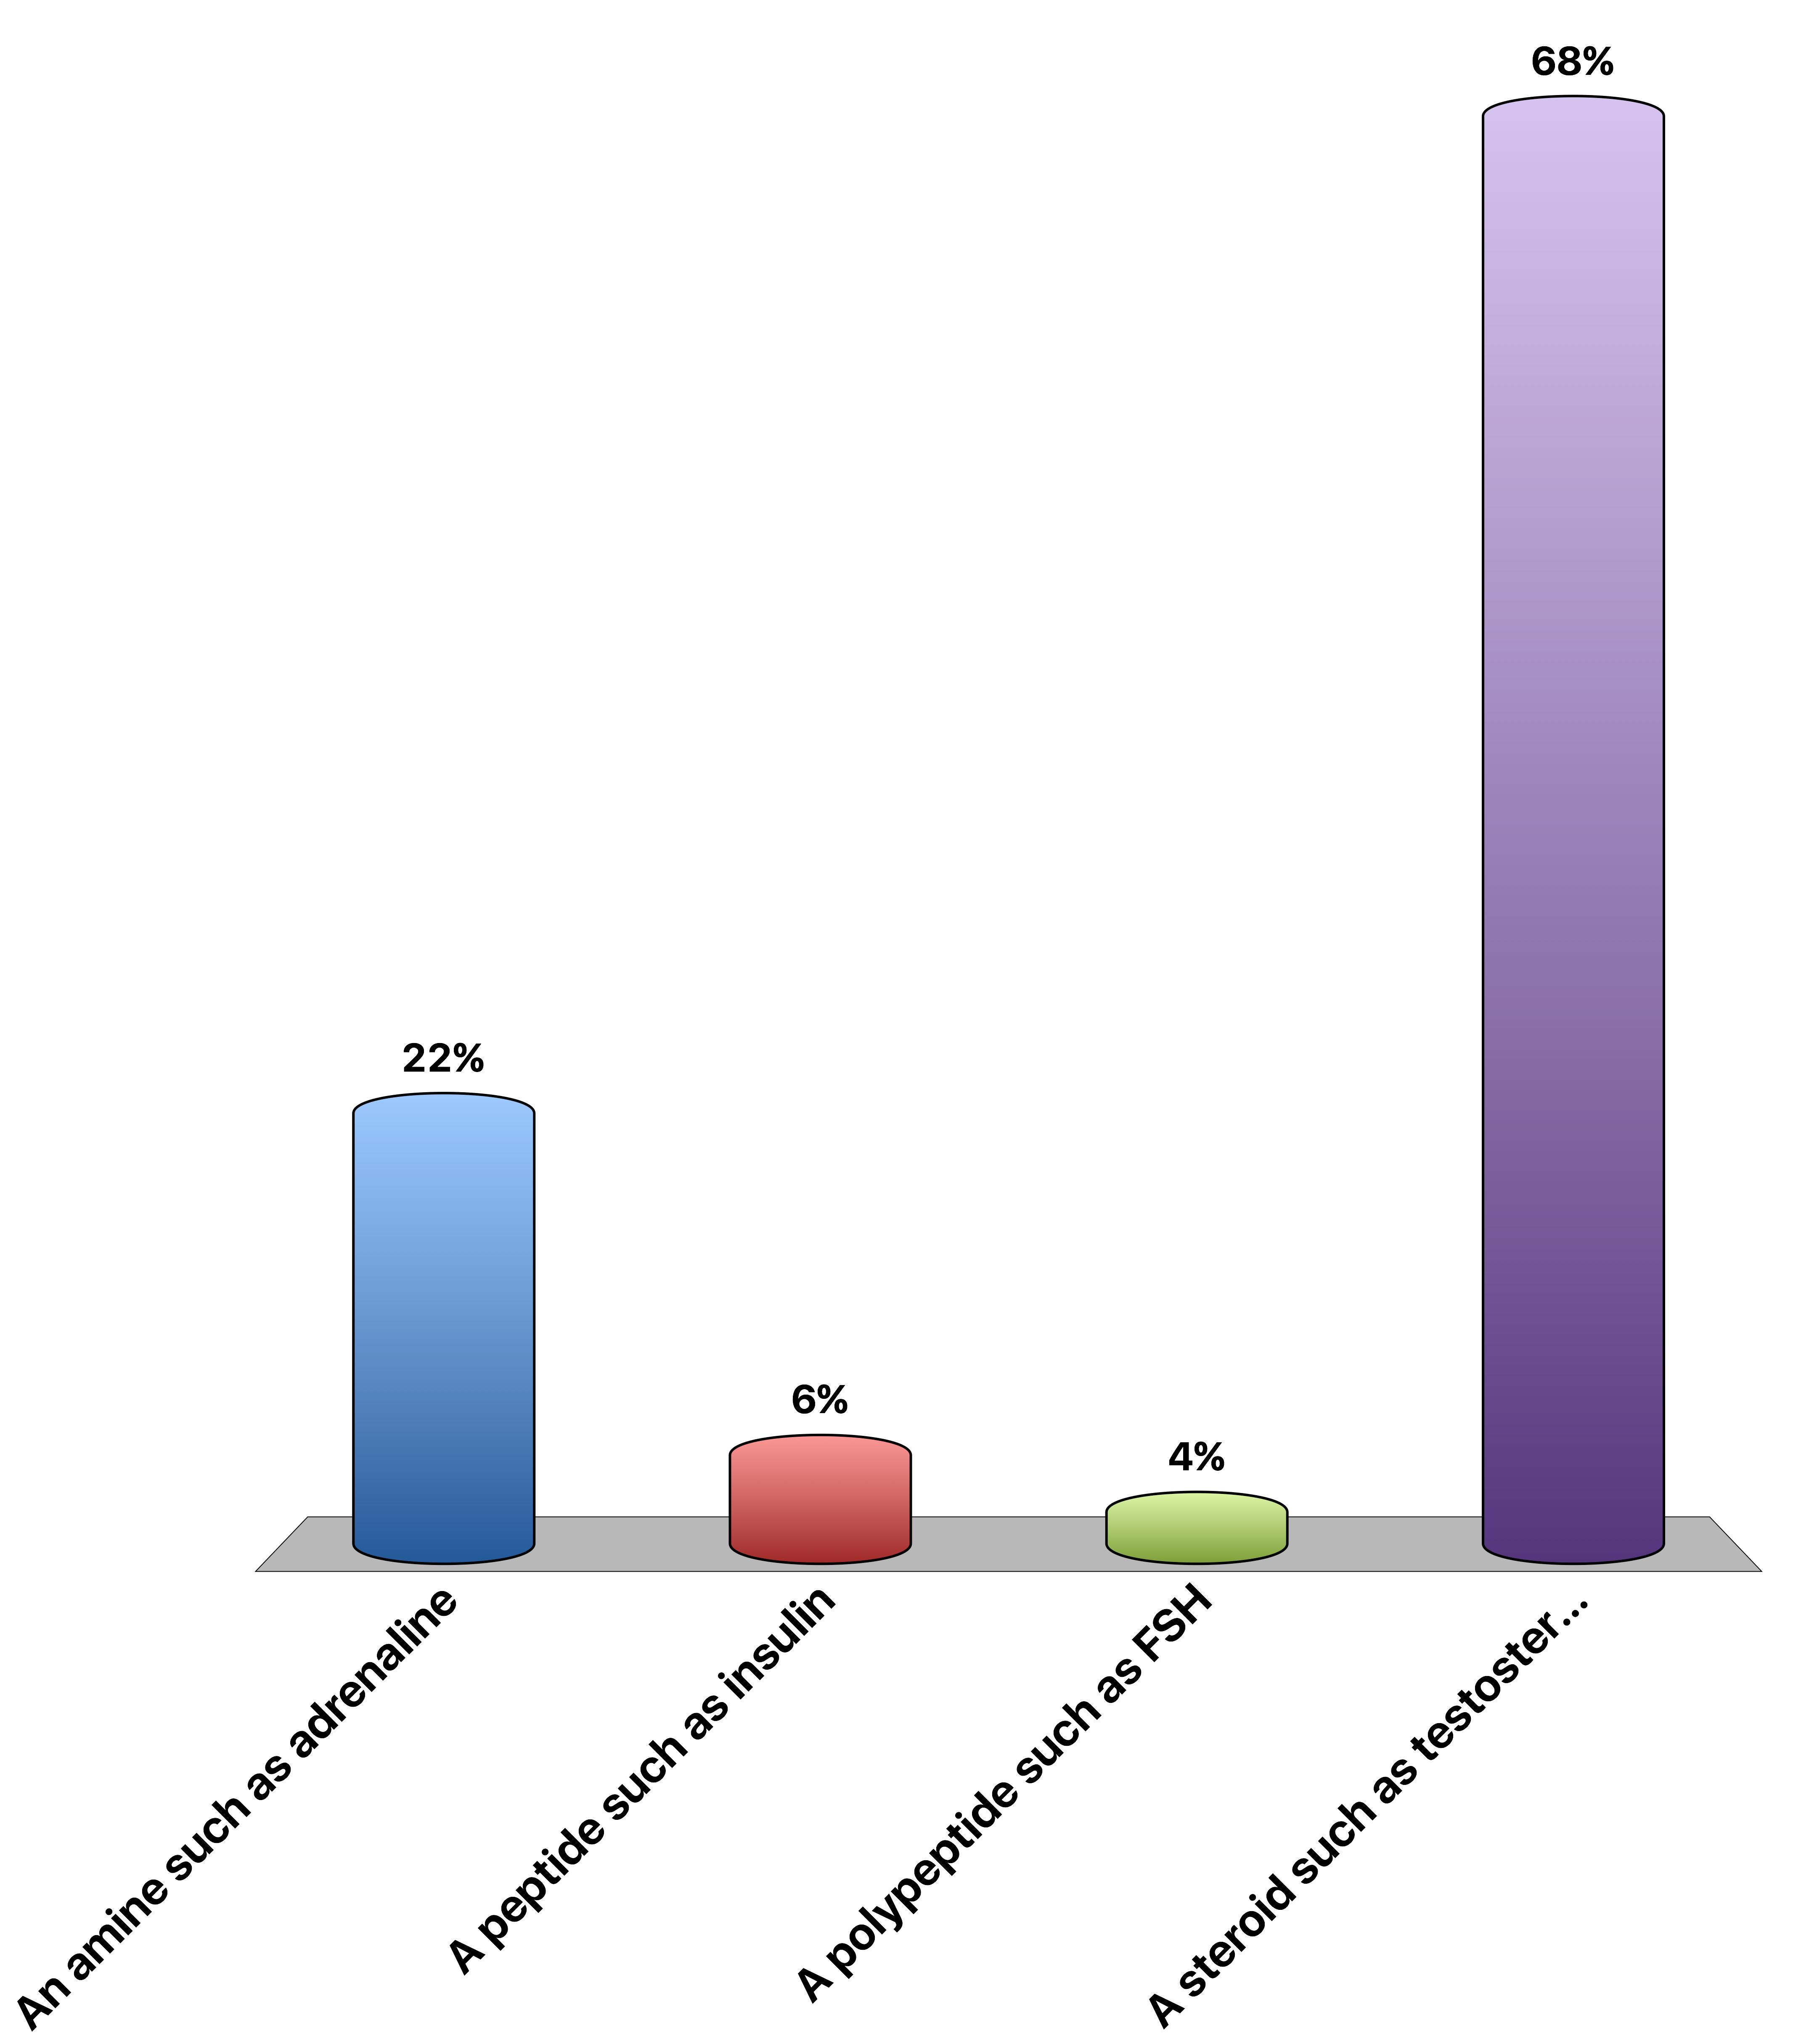 68%
22%
6%
4%
An amine such as adrenaline
A peptide such as insulin
A polypeptide such as FSH
A steroid such as testoster...